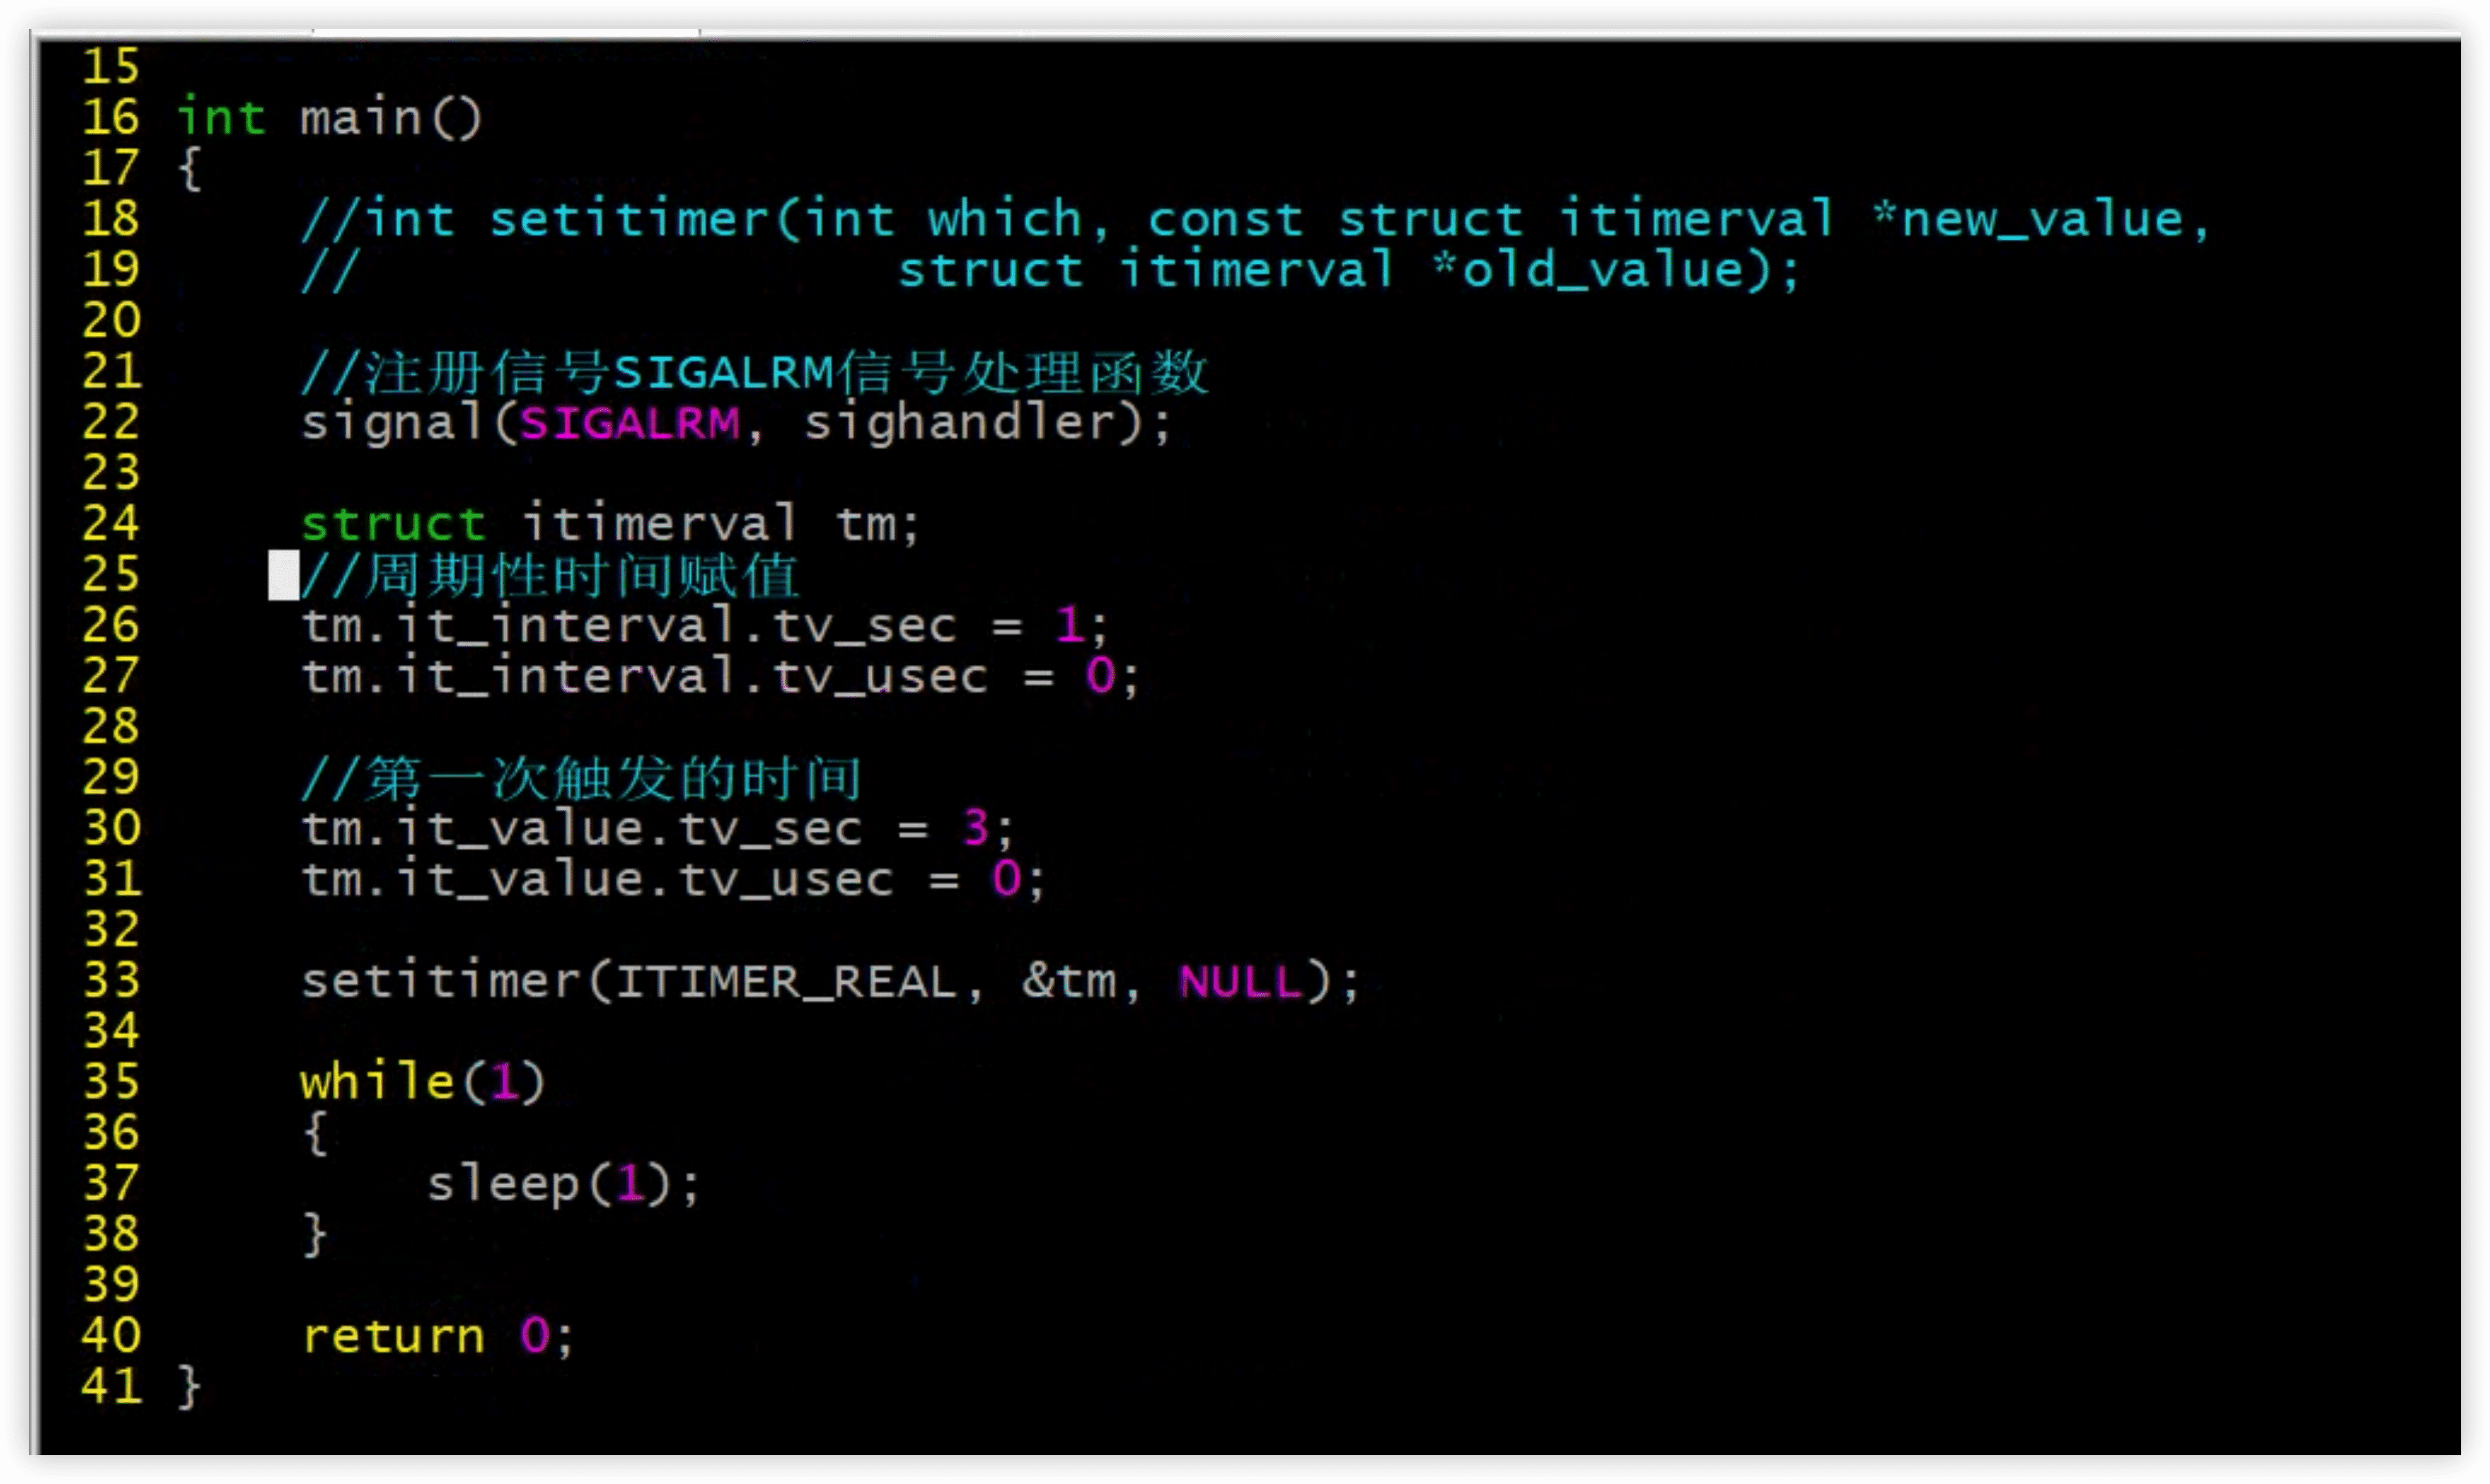 15
16 int main()
17 {
18     //int setitimer(int which, const struct itimerval *new_value,
19     //                 struct itimerval *old_value);
20
21     //注册信号SIGALRM信号处理函数
22     signal(SIGALRM, sighandler);
23
24     struct itimerval tm;
25     //周期性时间赋值
26     tm.it_interval.tv_sec = 1;
27     tm.it_interval.tv_usec = 0;
28
29     //第一次触发的时间
30     tm.it_value.tv_sec = 3;
31     tm.it_value.tv_usec = 0;
32
33     setitimer(ITIMER_REAL, &tm, NULL);
34
35     while(1)
36     {
37         sleep(1);
38     }
39
40     return 0;
41 }